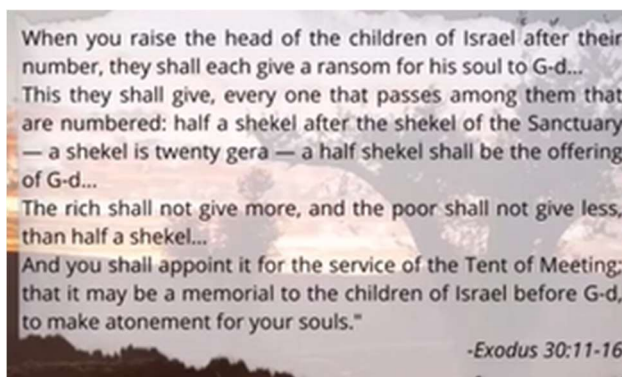 When you raise the head of the children of Israel after their
number, they shall each give a ransom for his soul to G-d...
This they shall give, every one that passes among them that
are numbered: half a shekel after the shekel of the Sanctuary
— a shekel is twenty gera — a half shekel shall be the offering
of G-d...
The rich shall not give more, and the poor shall not give less,
than half a shekel...
And you shall appoint it for the service of the Tent of Meeting;
that it may be a memorial to the children of Israel before G-d,
to make atonement for your souls."
-Exodus 30:11-16